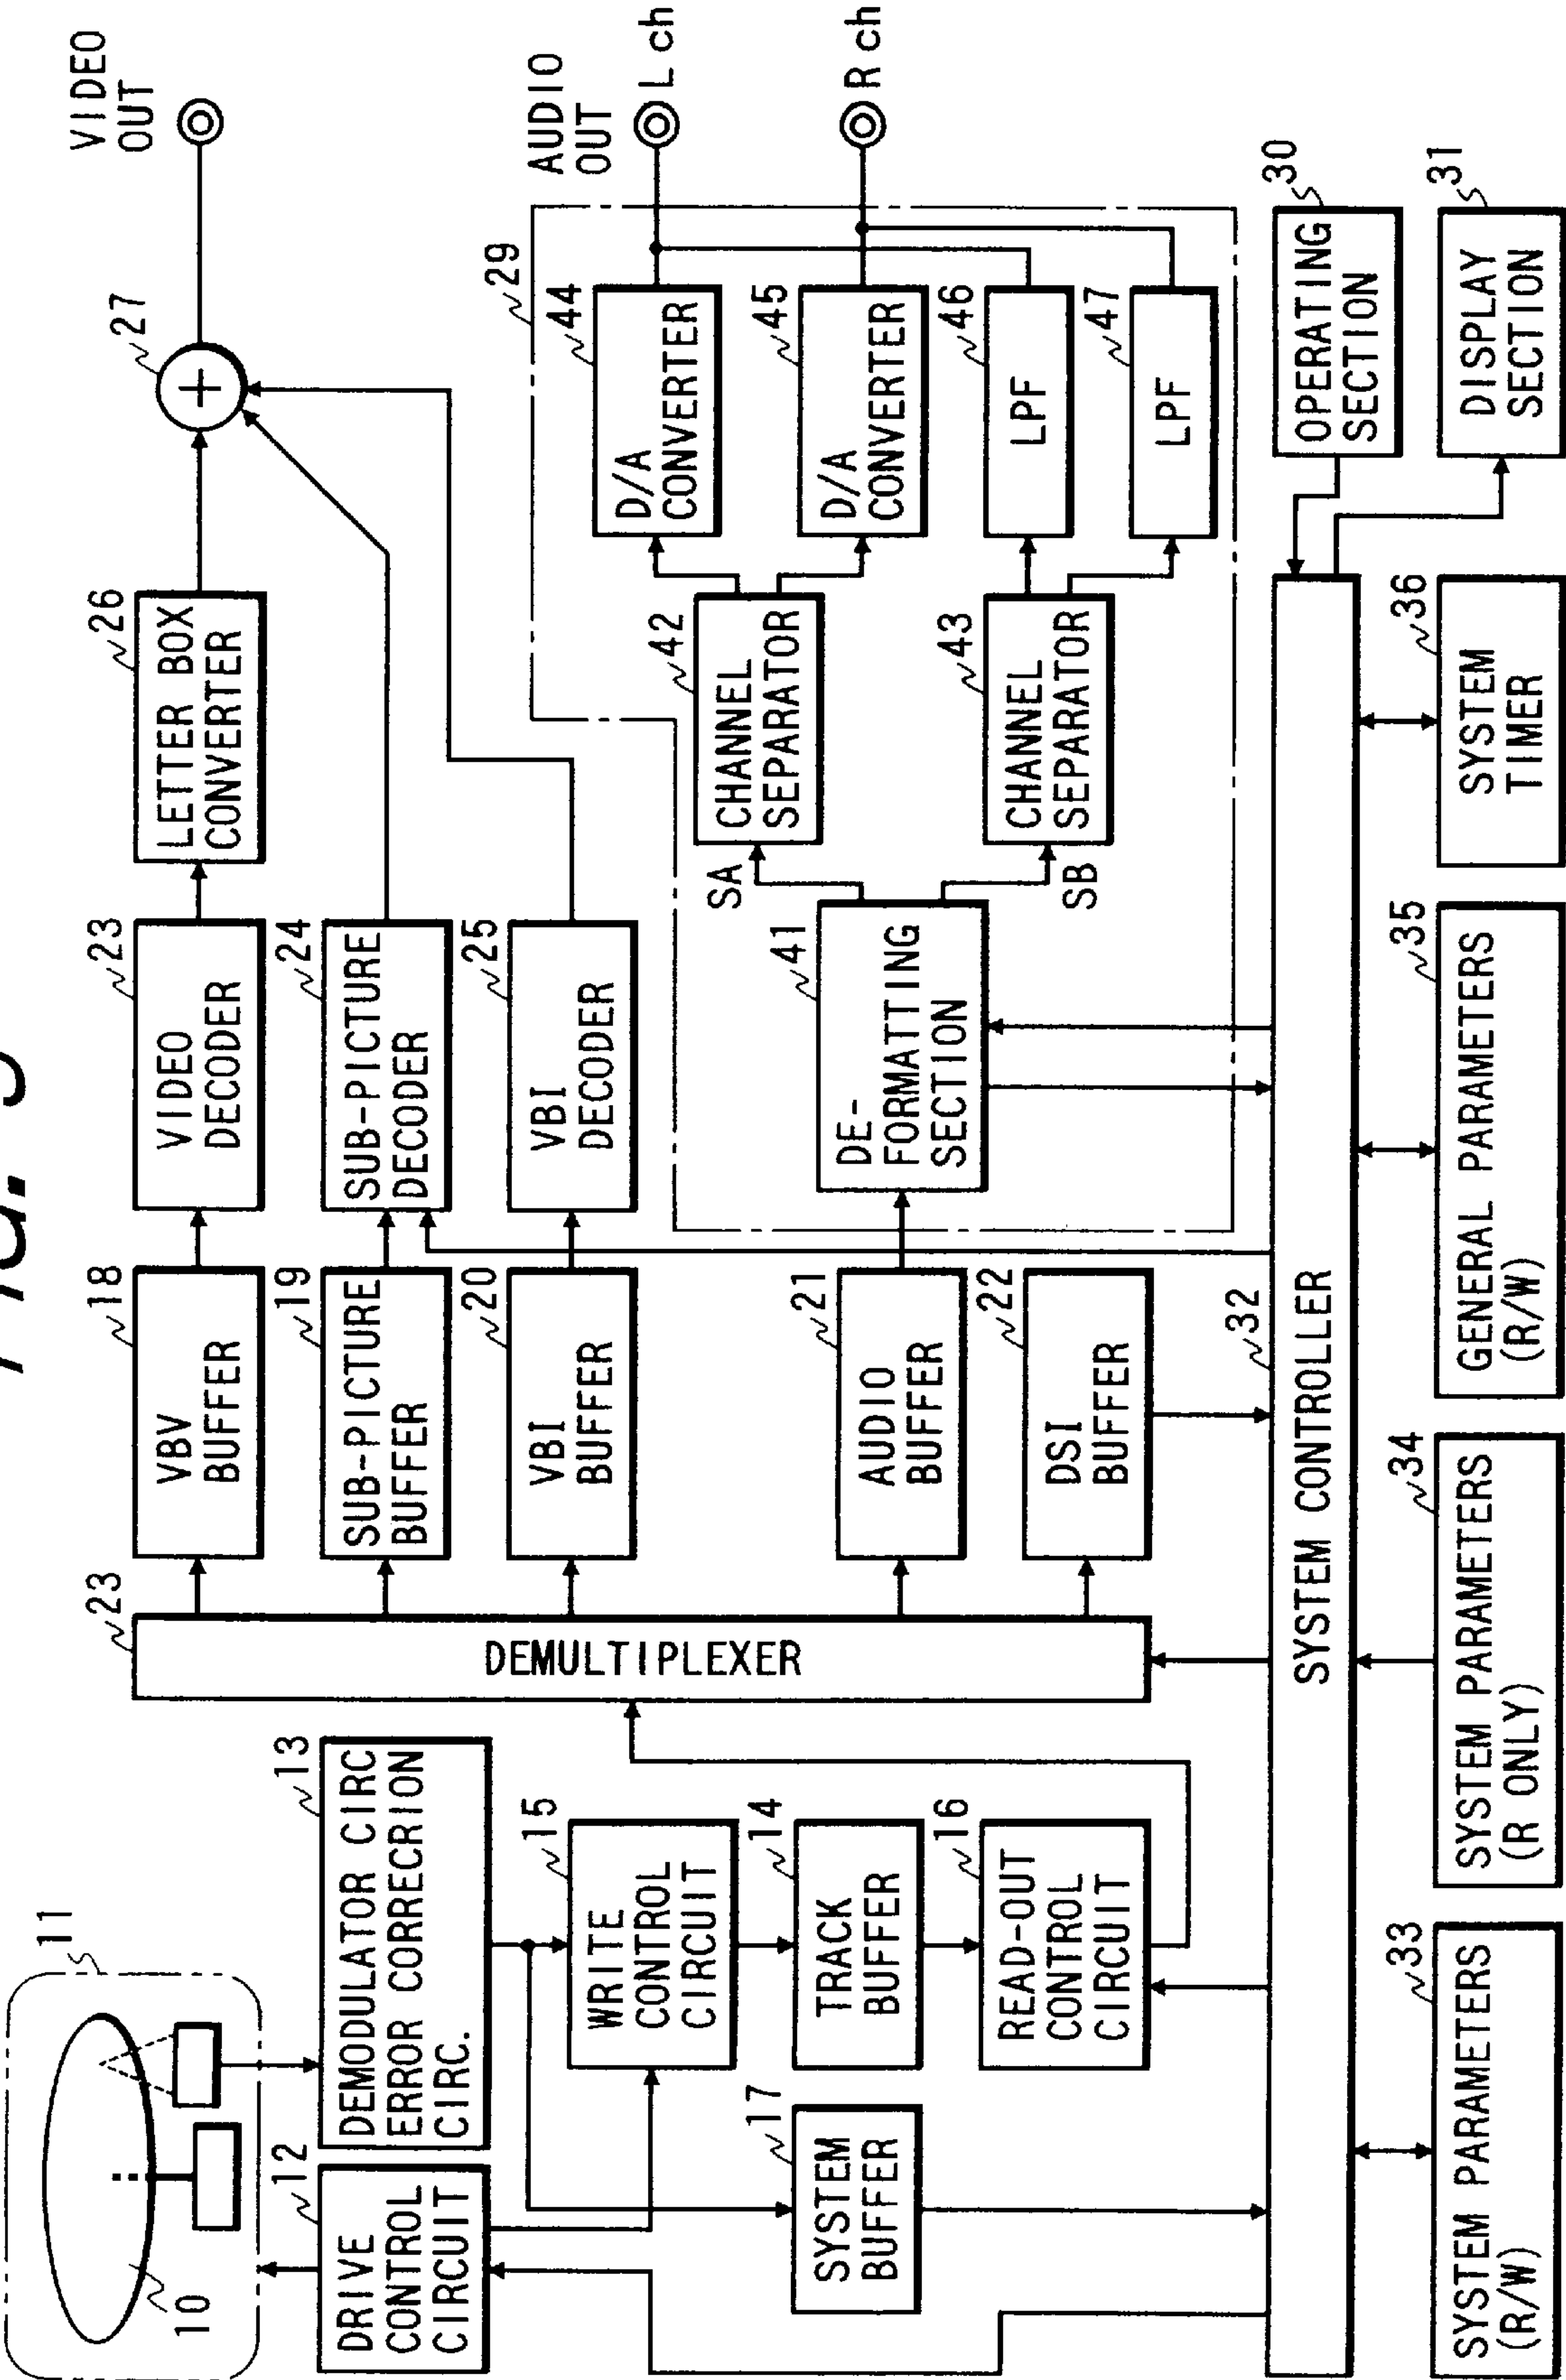 11
10
12
DRIVE
CONTROL
CIRCUIT
13
DEMODULATOR CIRC
ERROR CORRECRION
CIRC.
15
WRITE
CONTROL
CIRCUIT
14
TRACK
BUFFER
16
READ-OUT
CONTROL
CIRCUIT
17
SYSTEM
BUFFER
23
DEMULTIPLEXER
18
VBV
BUFFER
19
SUB-PICTURE
BUFFER
20
VBI
BUFFER
21
AUDIO
BUFFER
22
DSI
BUFFER
23
VIDEO
DECODER
24
SUB-PICTURE
DECODER
25
VBI
DECODER
26
LETTER BOX
CONVERTER
27
+
VIDEO
OUT
29
41
DE-
FORMATTING
SECTION
SA
SB
42
CHANNEL
SEPARATOR
43
CHANNEL
SEPARATOR
44
D/A
CONVERTER
45
D/A
CONVERTER
46
LPF
47
LPF
AUDIO
OUT
L ch
R ch
32
SYSTEM CONTROLLER
30
OPERATING
SECTION
31
DISPLAY
SECTION
33
SYSTEM PARAMETERS
(R/W)
34
SYSTEM PARAMETERS
(R ONLY)
35
GENERAL PARAMETERS
(R/W)
36
SYSTEM
TIMER